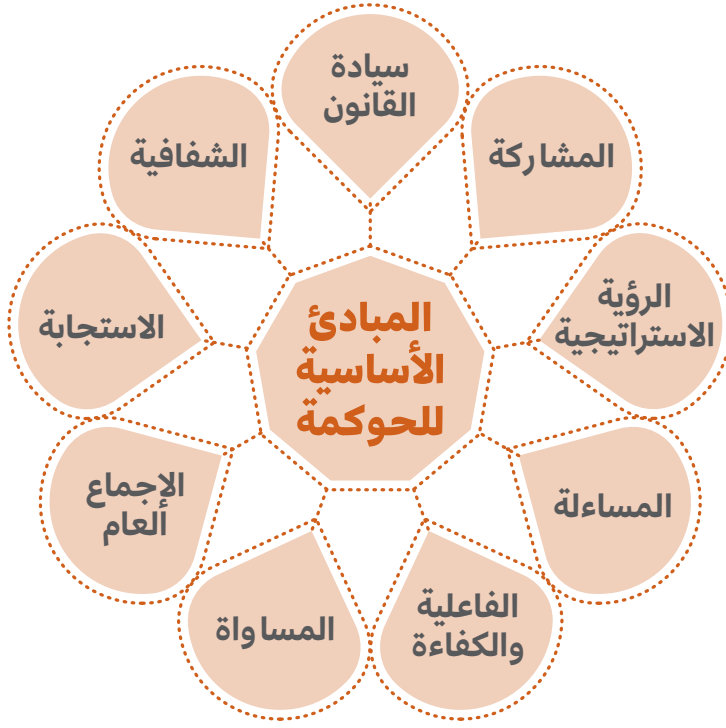 المبادئ
الأساسية
للحوكمة
سيادة
القانون
المشاركة
الرؤية
الاستراتيجية
المساءلة
الفاعلية
والكفاءة
المساواة
الإجماع
العام
الاستجابة
الشفافية